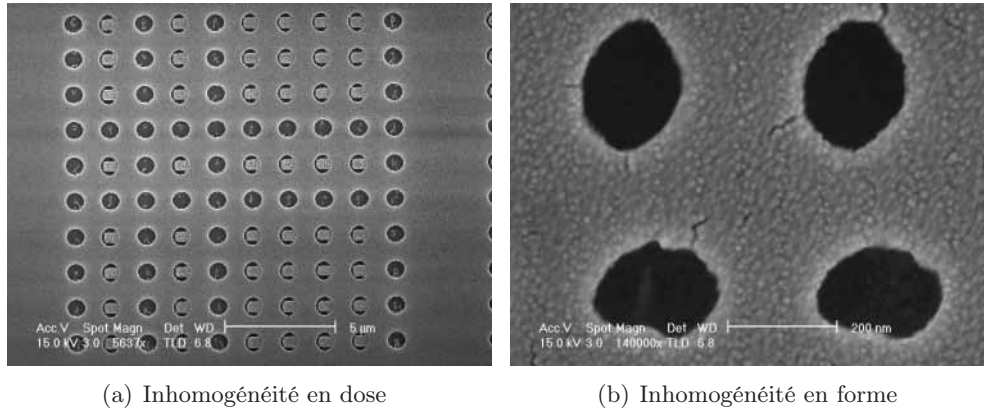 Acc.V Spot Magn Det WD 5 µm
15.0 kV 3.0 5637x TLD 6.8
Acc.V Spot Magn Det WD 200 nm
15.0 kV 3.0 140000x TLD 6.8
(a) Inhomogénéité en dose
(b) Inhomogénéité en forme